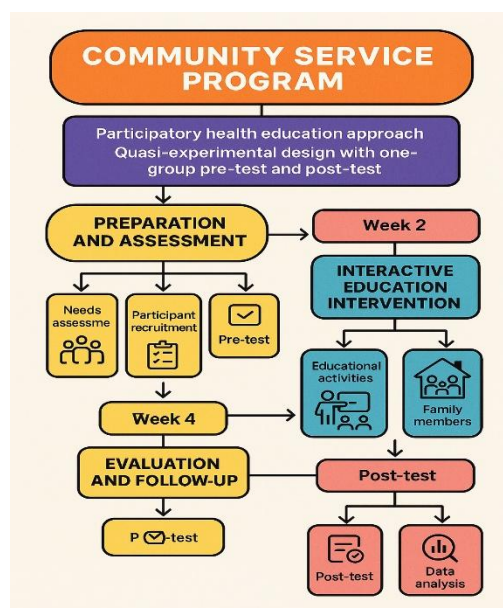 COMMUNITY SERVICE
PROGRAM
Participatory health education approach
Quasi-experimental design with one-
group pre-test and post-test
PREPARATION
AND ASSESSMENT
Week 2
INTERACTIVE
EDUCATION
INTERVENTION
Needs
assessme
Participant
recruitment
Pre-test
Educational
activities
Family
members
Week 4
EVALUATION
AND FOLLOW-UP
Post-test
P -test
Post-test
Data
analysis